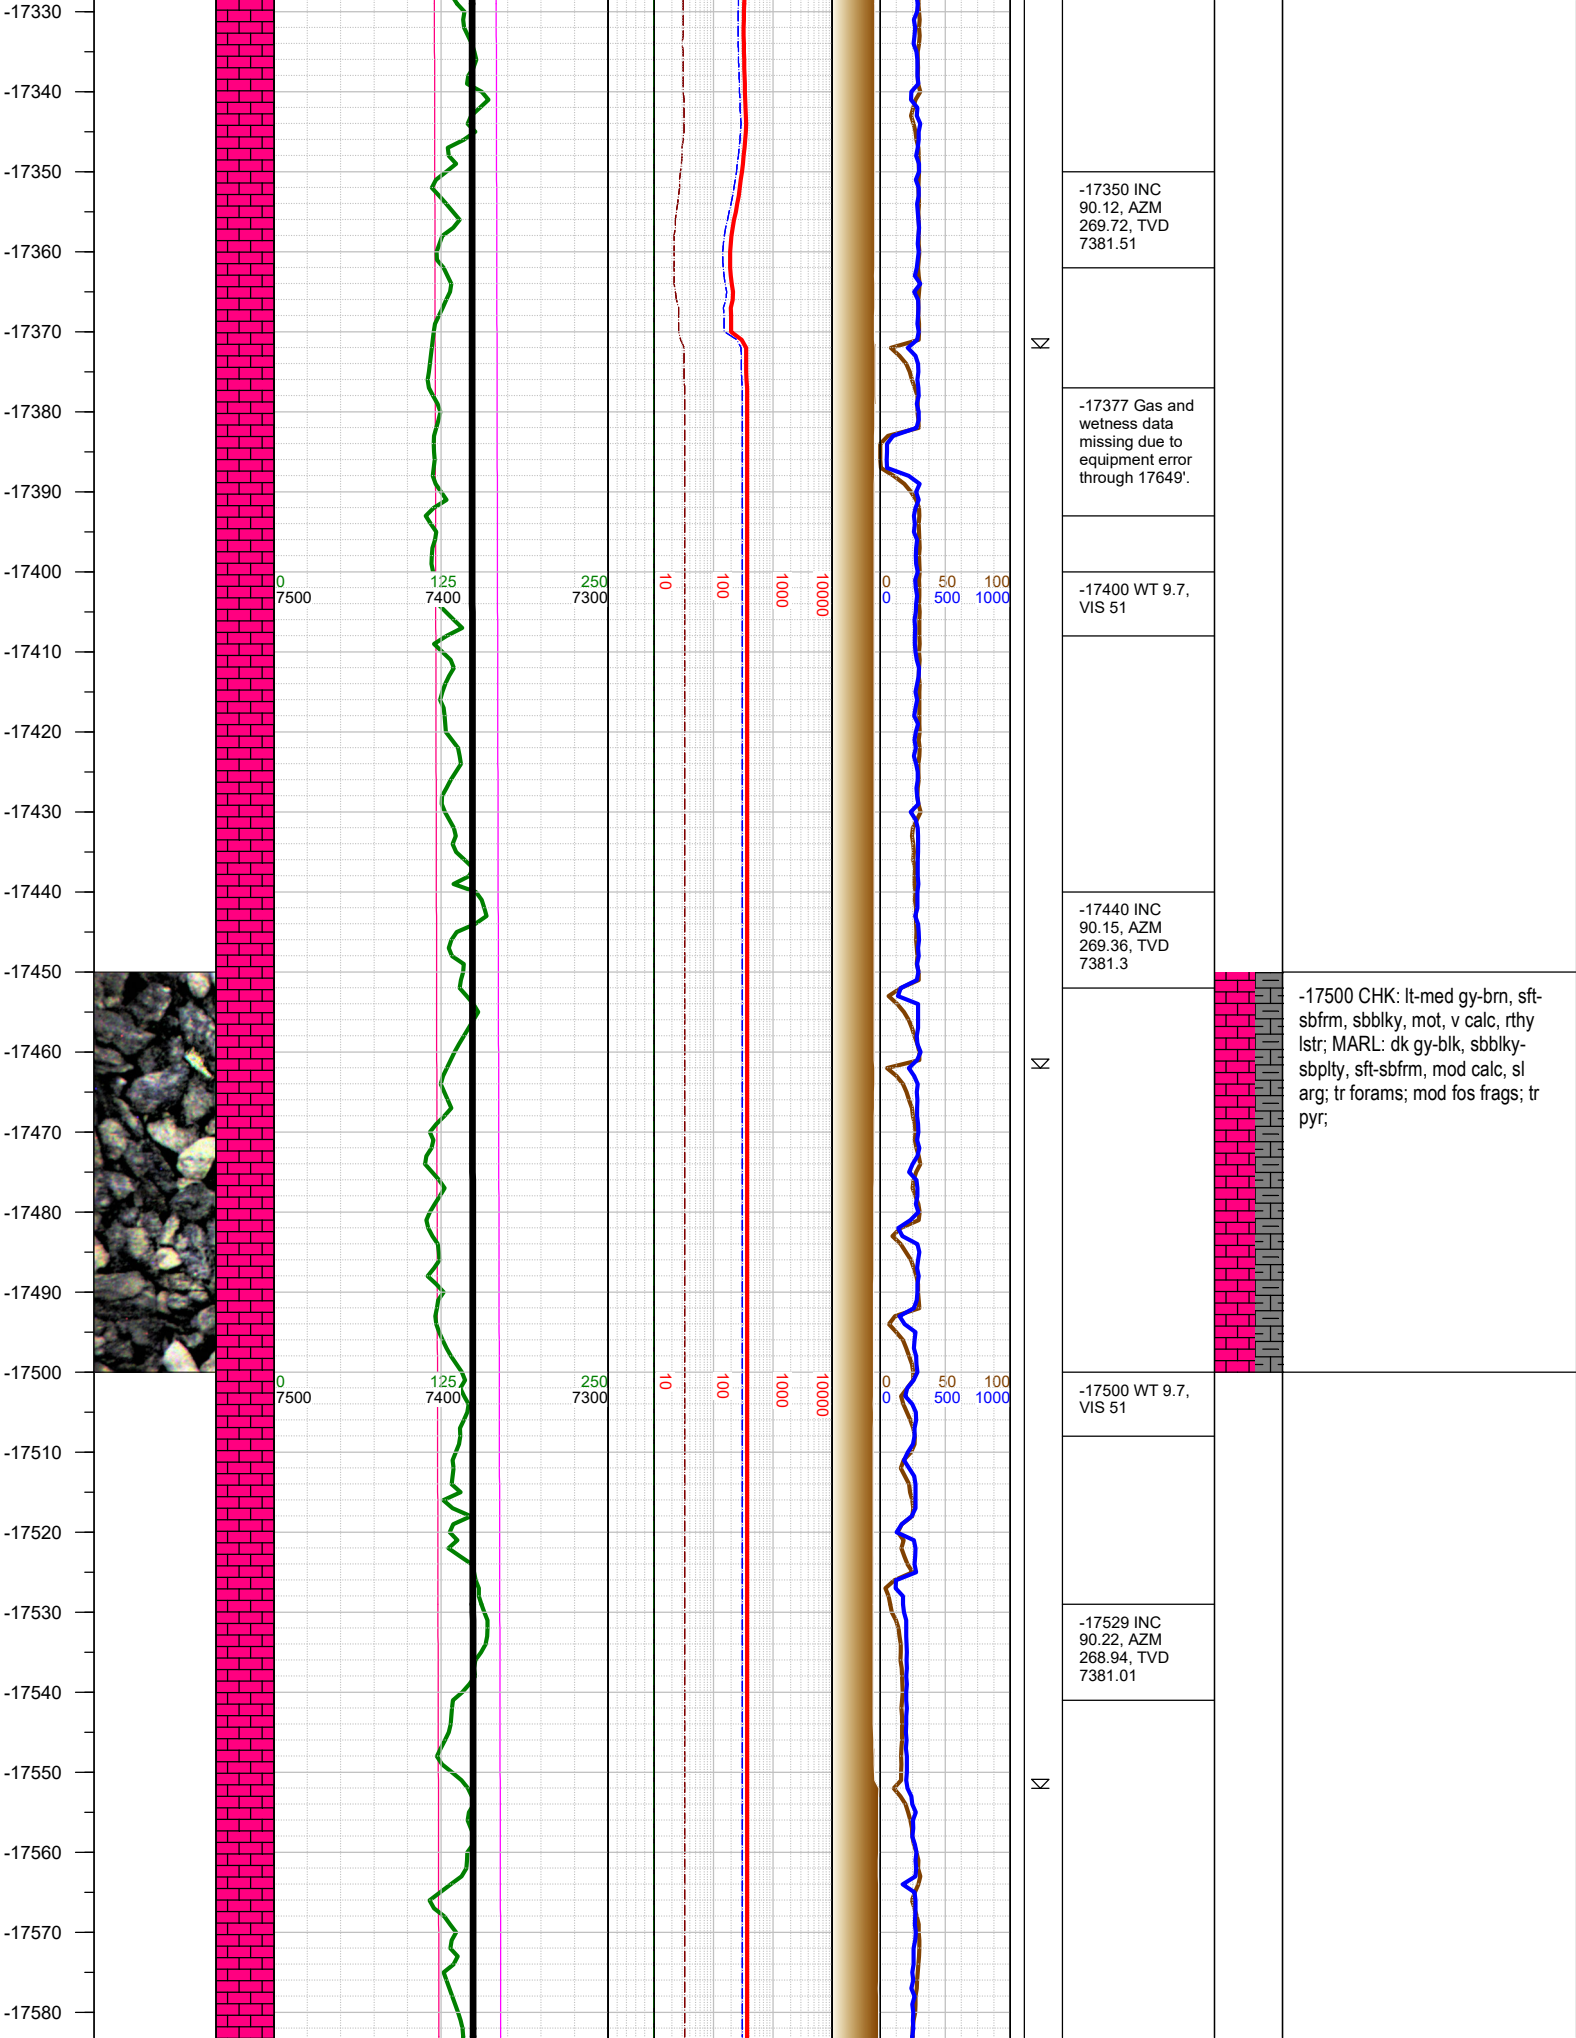 -17330
-17340
-17350
-17360
-17370
-17380
-17390
-17400
-17410
-17420
-17430
-17440
-17450
-17460
-17470
-17480
-17490
-17500
-17510
-17520
-17530
-17540
-17550
-17560
-17570
-17580
0 125 250
7500 7400 7300
10 100 1000 10000
0 50 100
0 500 1000
0 125 250
7500 7400 7300
10 100 1000 10000
0 50 100
0 500 1000
-17350 INC
90.12, AZM
269.72, TVD
7381.51
-17377 Gas and
wetness data
missing due to
equipment error
through 17649'.
-17400 WT 9.7,
VIS 51
-17440 INC
90.15, AZM
269.36, TVD
7381.3
-17500 WT 9.7,
VIS 51
-17529 INC
90.22, AZM
268.94, TVD
7381.01
-17500 CHK: lt-med gy-brn, sft-
sbfrm, sbblky, mot, v calc, rthy
lstr; MARL: dk gy-blk, sbblky-
sbplty, sft-sbfrm, mod calc, sl
arg; tr forams; mod fos frags; tr
pyr;